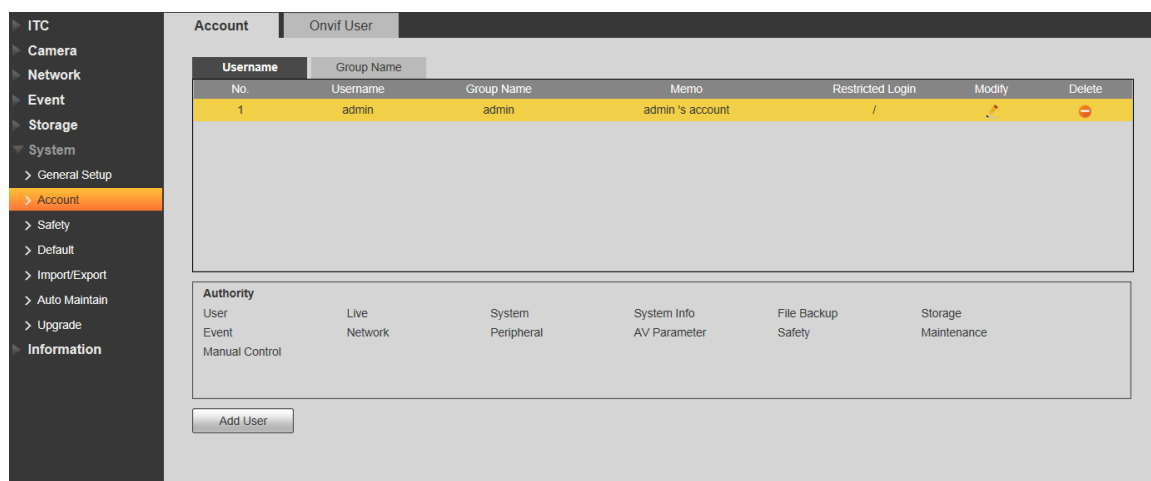 ITC
Camera
Network
Event
Storage
System
General Setup
Account
Safety
Default
Import/Export
Auto Maintain
Upgrade
Information
Account Onvif User
Username Group Name
No. Username Group Name Memo Restricted Login Modify Delete
1 admin admin admin 's account /
Authority
User Live System System Info File Backup Storage
Event Network Peripheral AV Parameter Safety Maintenance
Manual Control
Add User